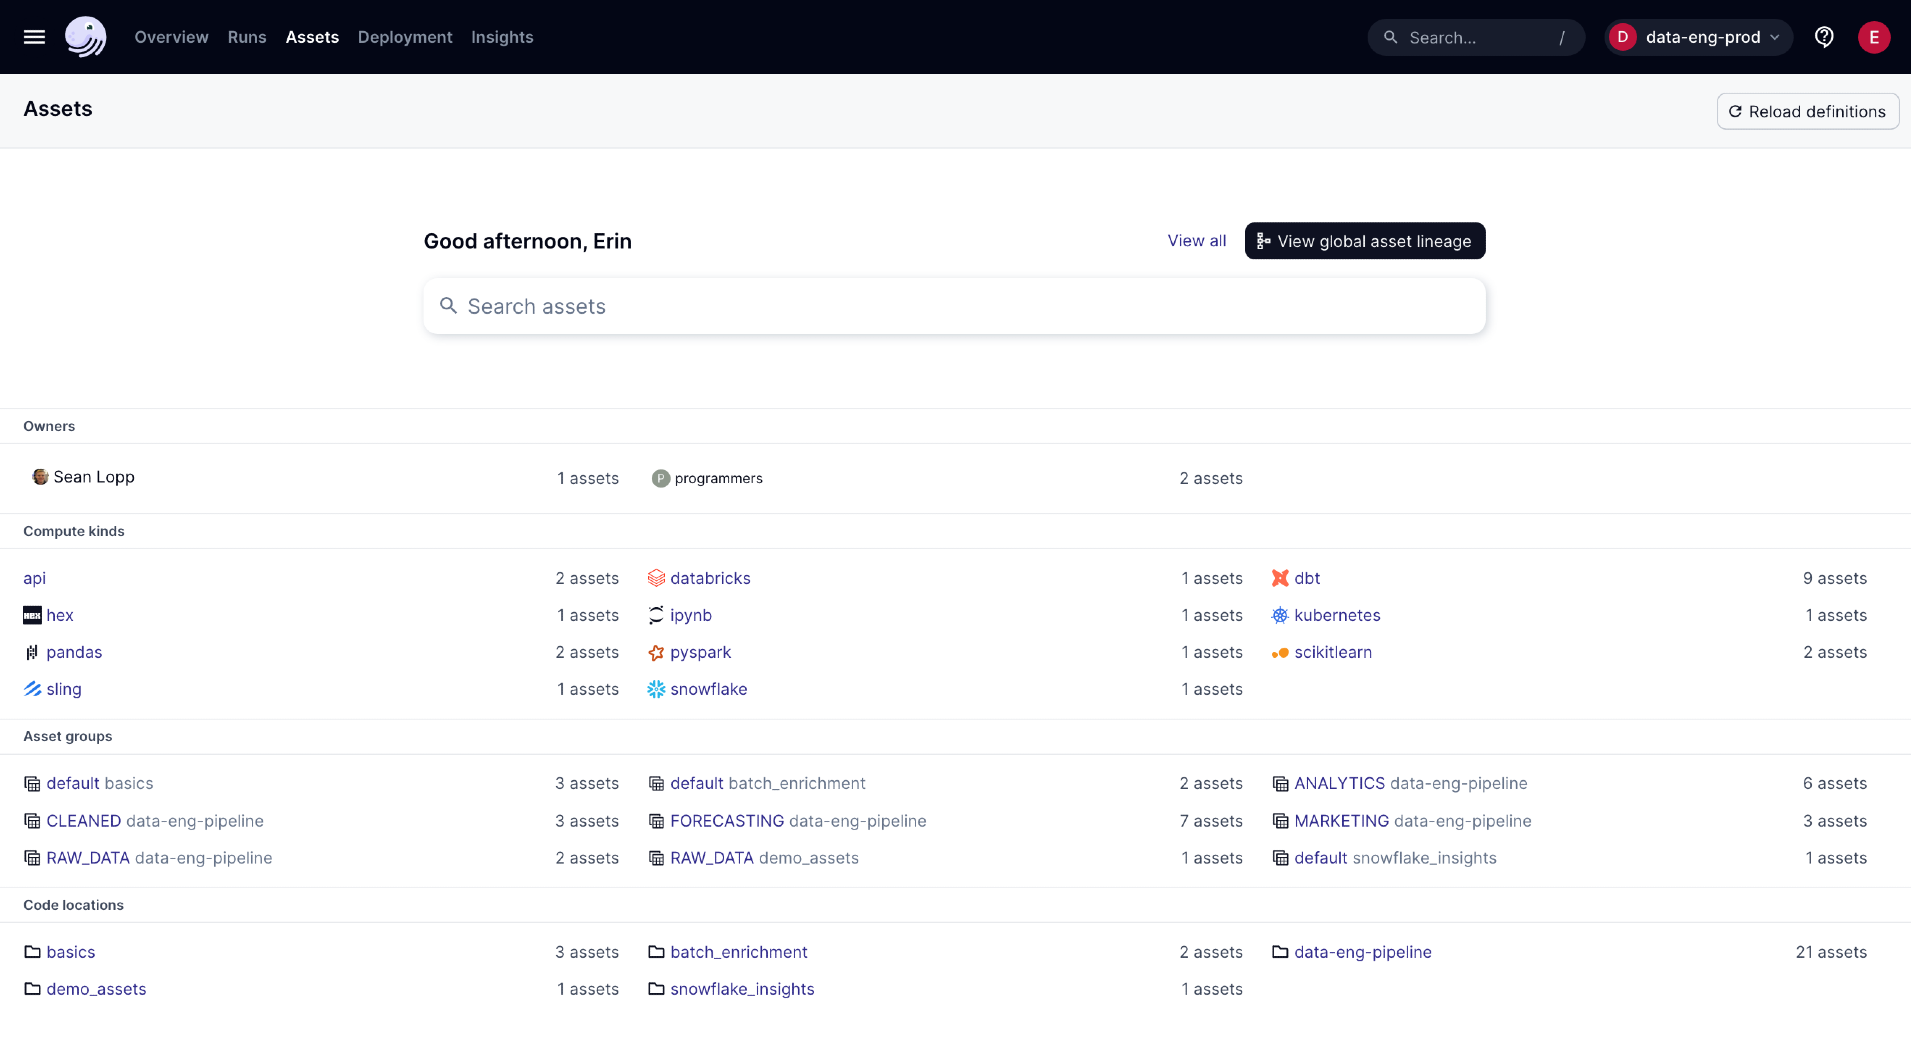 Overview Runs Assets Deployment Insights Search... / D data-eng-prod E
Assets
Reload definitions
Good afternoon, Erin
View all
View global asset lineage
Search assets
Owners
Sean Lopp 1 assets P programmers 2 assets
Compute kinds
api 2 assets databricks 1 assets dbt 9 assets
HEX hex 1 assets ipynb 1 assets kubernetes 1 assets
pandas 2 assets pyspark 1 assets scikitlearn 2 assets
sling 1 assets snowflake 1 assets
Asset groups
default basics 3 assets default batch_enrichment 2 assets ANALYTICS data-eng-pipeline 6 assets
CLEANED data-eng-pipeline 3 assets FORECASTING data-eng-pipeline 7 assets MARKETING data-eng-pipeline 3 assets
RAW_DATA data-eng-pipeline 2 assets RAW_DATA demo_assets 1 assets default snowflake_insights 1 assets
Code locations
basics 3 assets batch_enrichment 2 assets data-eng-pipeline 21 assets
demo_assets 1 assets snowflake_insights 1 assets